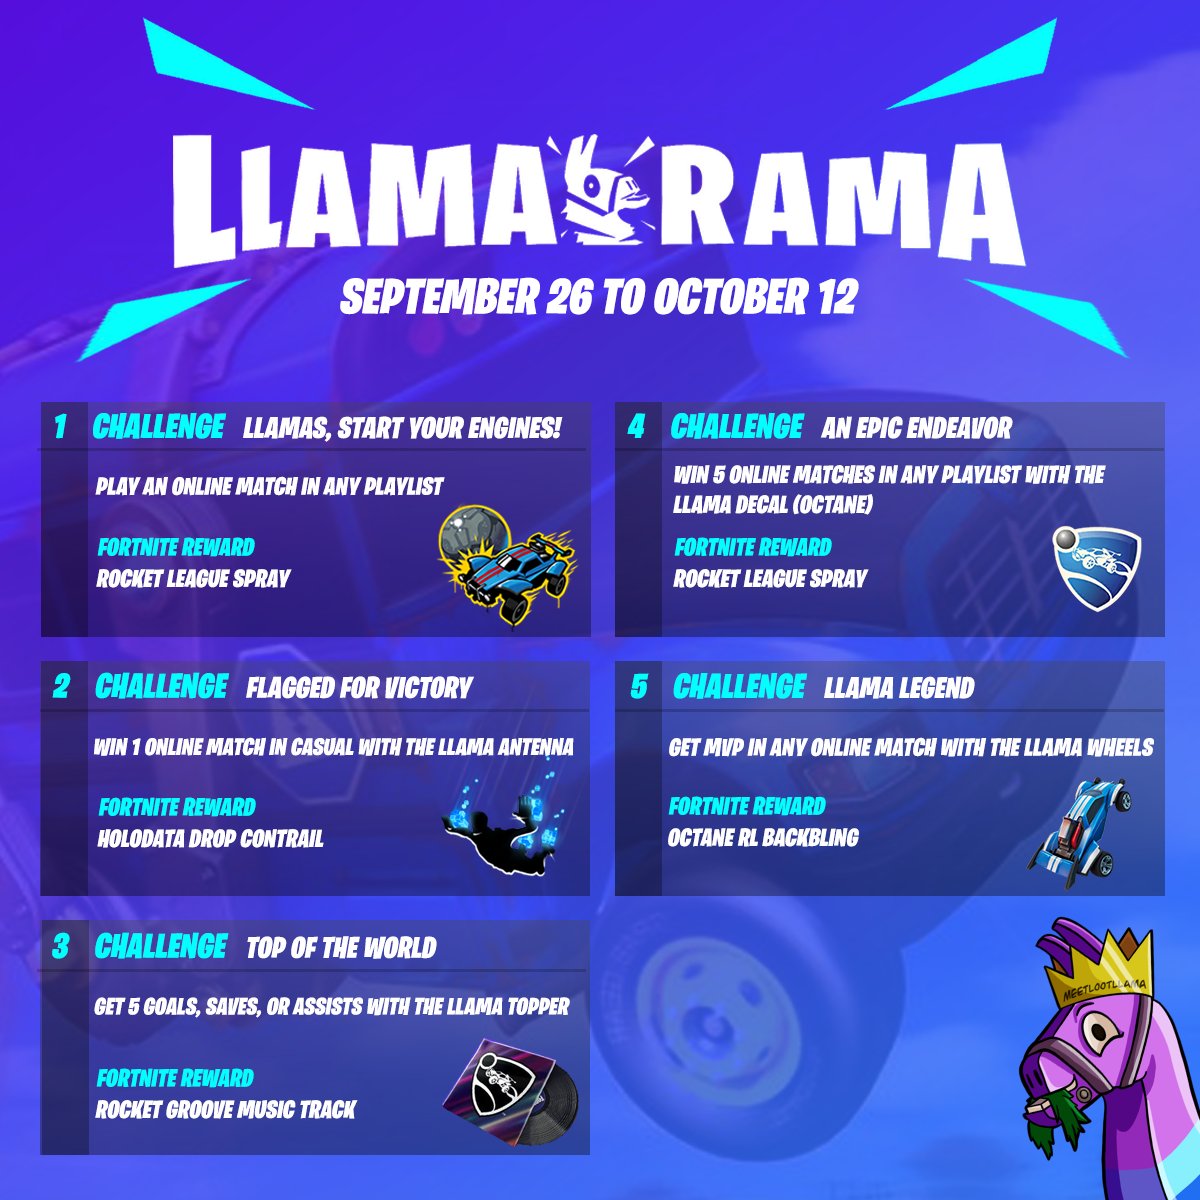 LLAMA RAMA
SEPTEMBER 26 TO OCTOBER 12
1 CHALLENGE LLAMAS, START YOUR ENGINES!
PLAY AN ONLINE MATCH IN ANY PLAYLIST
FORTNITE REWARD
ROCKET LEAGUE SPRAY
2 CHALLENGE FLAGGED FOR VICTORY
WIN 1 ONLINE MATCH IN CASUAL WITH THE LLAMA ANTENNA
FORTNITE REWARD
HOLODATA DROP CONTRAIL
3 CHALLENGE TOP OF THE WORLD
GET 5 GOALS, SAVES, OR ASSISTS WITH THE LLAMA TOPPER
FORTNITE REWARD
ROCKET GROOVE MUSIC TRACK
4 CHALLENGE AN EPIC ENDEAVOR
WIN 5 ONLINE MATCHES IN ANY PLAYLIST WITH THE
LLAMA DECAL (OCTANE)
FORTNITE REWARD
ROCKET LEAGUE SPRAY
5 CHALLENGE LLAMA LEGEND
GET MVP IN ANY ONLINE MATCH WITH THE LLAMA WHEELS
FORTNITE REWARD
OCTANE RL BACKBLING
MEETLOOTLLAMA